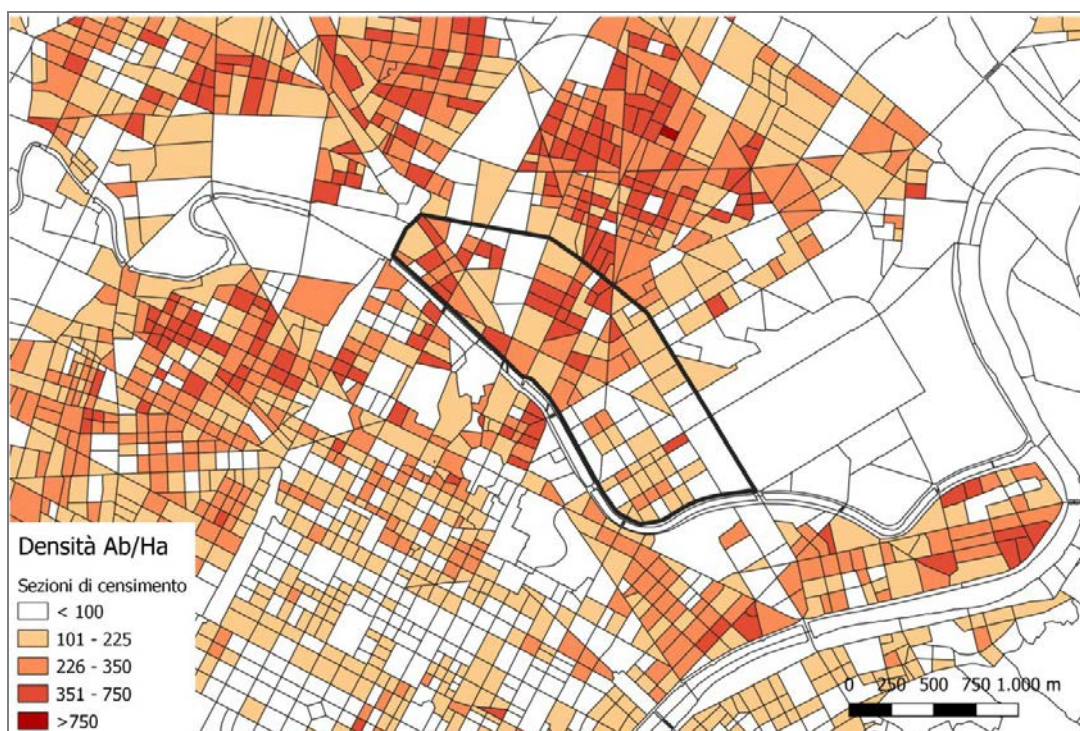 Densità Ab/Ha
Sezioni di censimento
< 100
101 - 225
226 - 350
351 - 750
>750
0 250 500 750 1.000 m